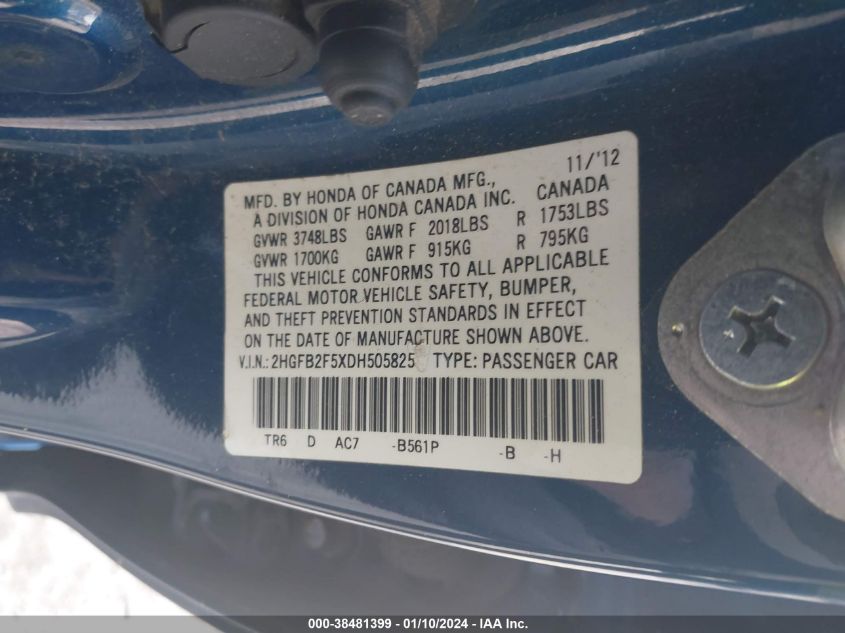 11/'12
MFD. BY HONDA OF CANADA MFG.,
A DIVISION OF HONDA CANADA INC. CANADA
GVWR 3748LBS GAWR F 2018LBS R 1753LBS
GVWR 1700KG GAWR F 915KG R 795KG
THIS VEHICLE CONFORMS TO ALL APPLICABLE
FEDERAL MOTOR VEHICLE SAFETY, BUMPER,
AND THEFT PREVENTION STANDARDS IN EFFECT
ON THE DATE OF MANUFACTURE SHOWN ABOVE.
V.I.N.: 2HGFB2F5XDH505825 TYPE: PASSENGER CAR
TR6 D AC7 -B561P -B -H
000-38481399 - 01/10/2024 - IAA Inc.